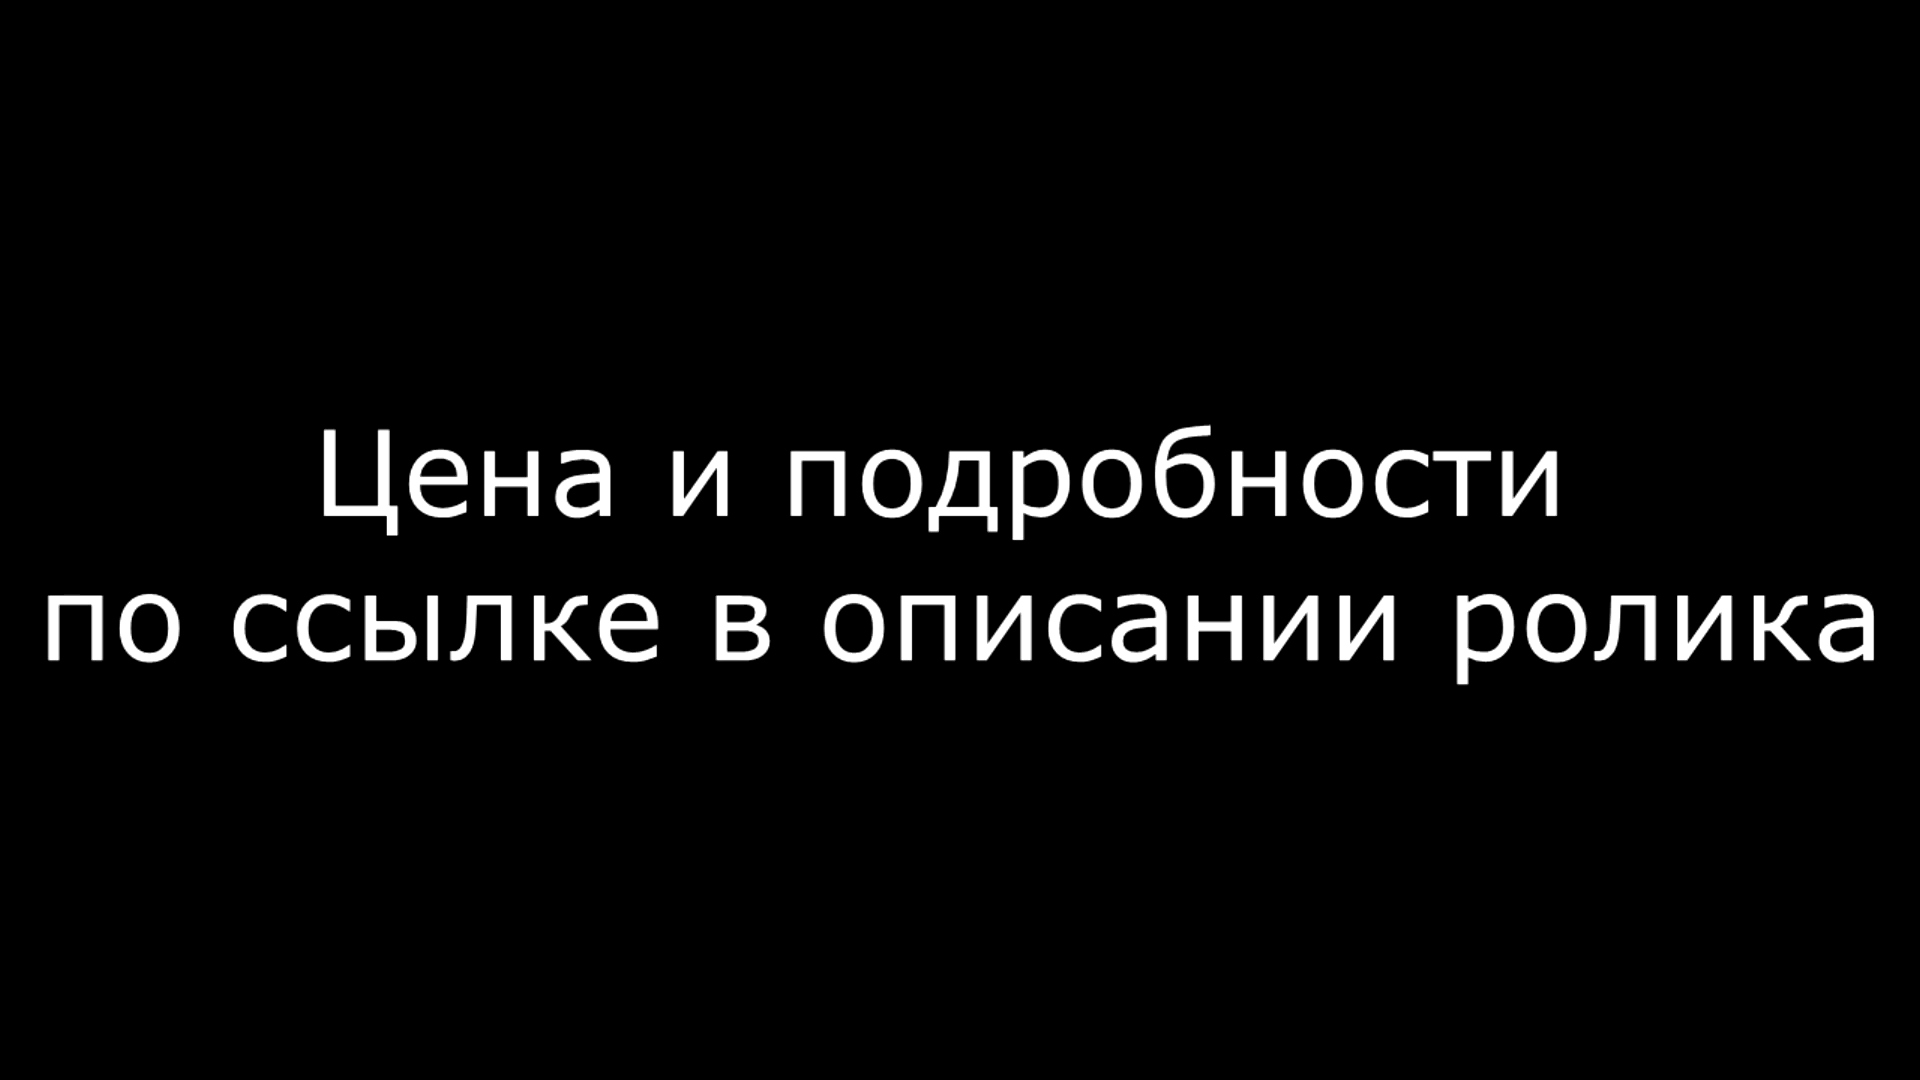 Цена и подробности
по ссылке в описании ролика